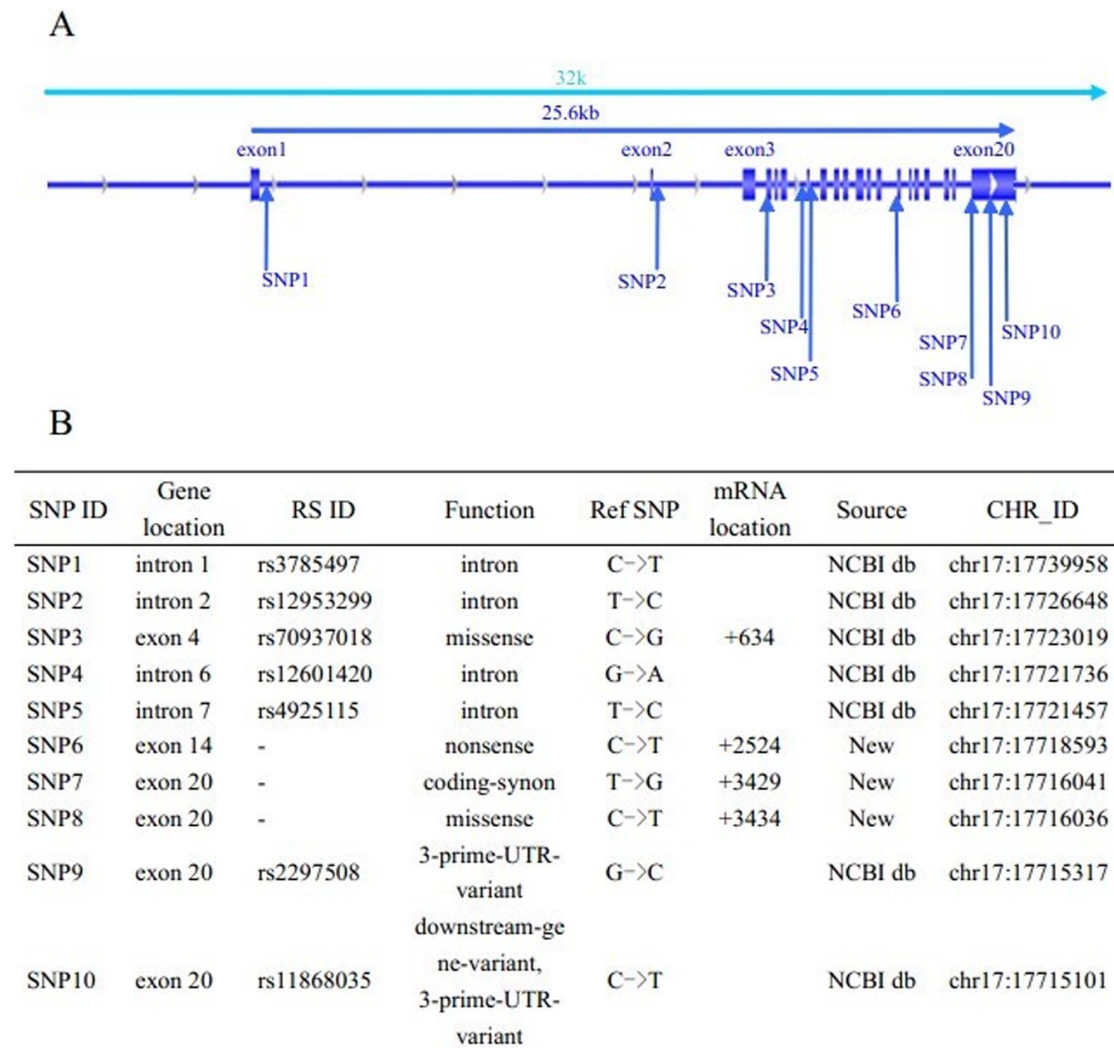 A
32k
25.6kb
exon1 exon2 exon3 exon20
SNP1 SNP2 SNP3 SNP4 SNP5 SNP6 SNP7 SNP8 SNP9 SNP10
B
SNP ID Gene location RS ID Function Ref SNP mRNA location Source CHR_ID
SNP1 intron 1 rs3785497 intron C->T NCBI db chr17:17739958
SNP2 intron 2 rs12953299 intron T->C NCBI db chr17:17726648
SNP3 exon 4 rs70937018 missense C->G +634 NCBI db chr17:17723019
SNP4 intron 6 rs12601420 intron G->A NCBI db chr17:17721736
SNP5 intron 7 rs4925115 intron T->C NCBI db chr17:17721457
SNP6 exon 14 - nonsense C->T +2524 New chr17:17718593
SNP7 exon 20 - coding-synon T->G +3429 New chr17:17716041
SNP8 exon 20 - missense C->T +3434 New chr17:17716036
SNP9 exon 20 rs2297508 3-prime-UTR-variant G->C NCBI db chr17:17715317
SNP10 exon 20 rs11868035 downstream-gene-variant, 3-prime-UTR-variant C->T NCBI db chr17:17715101